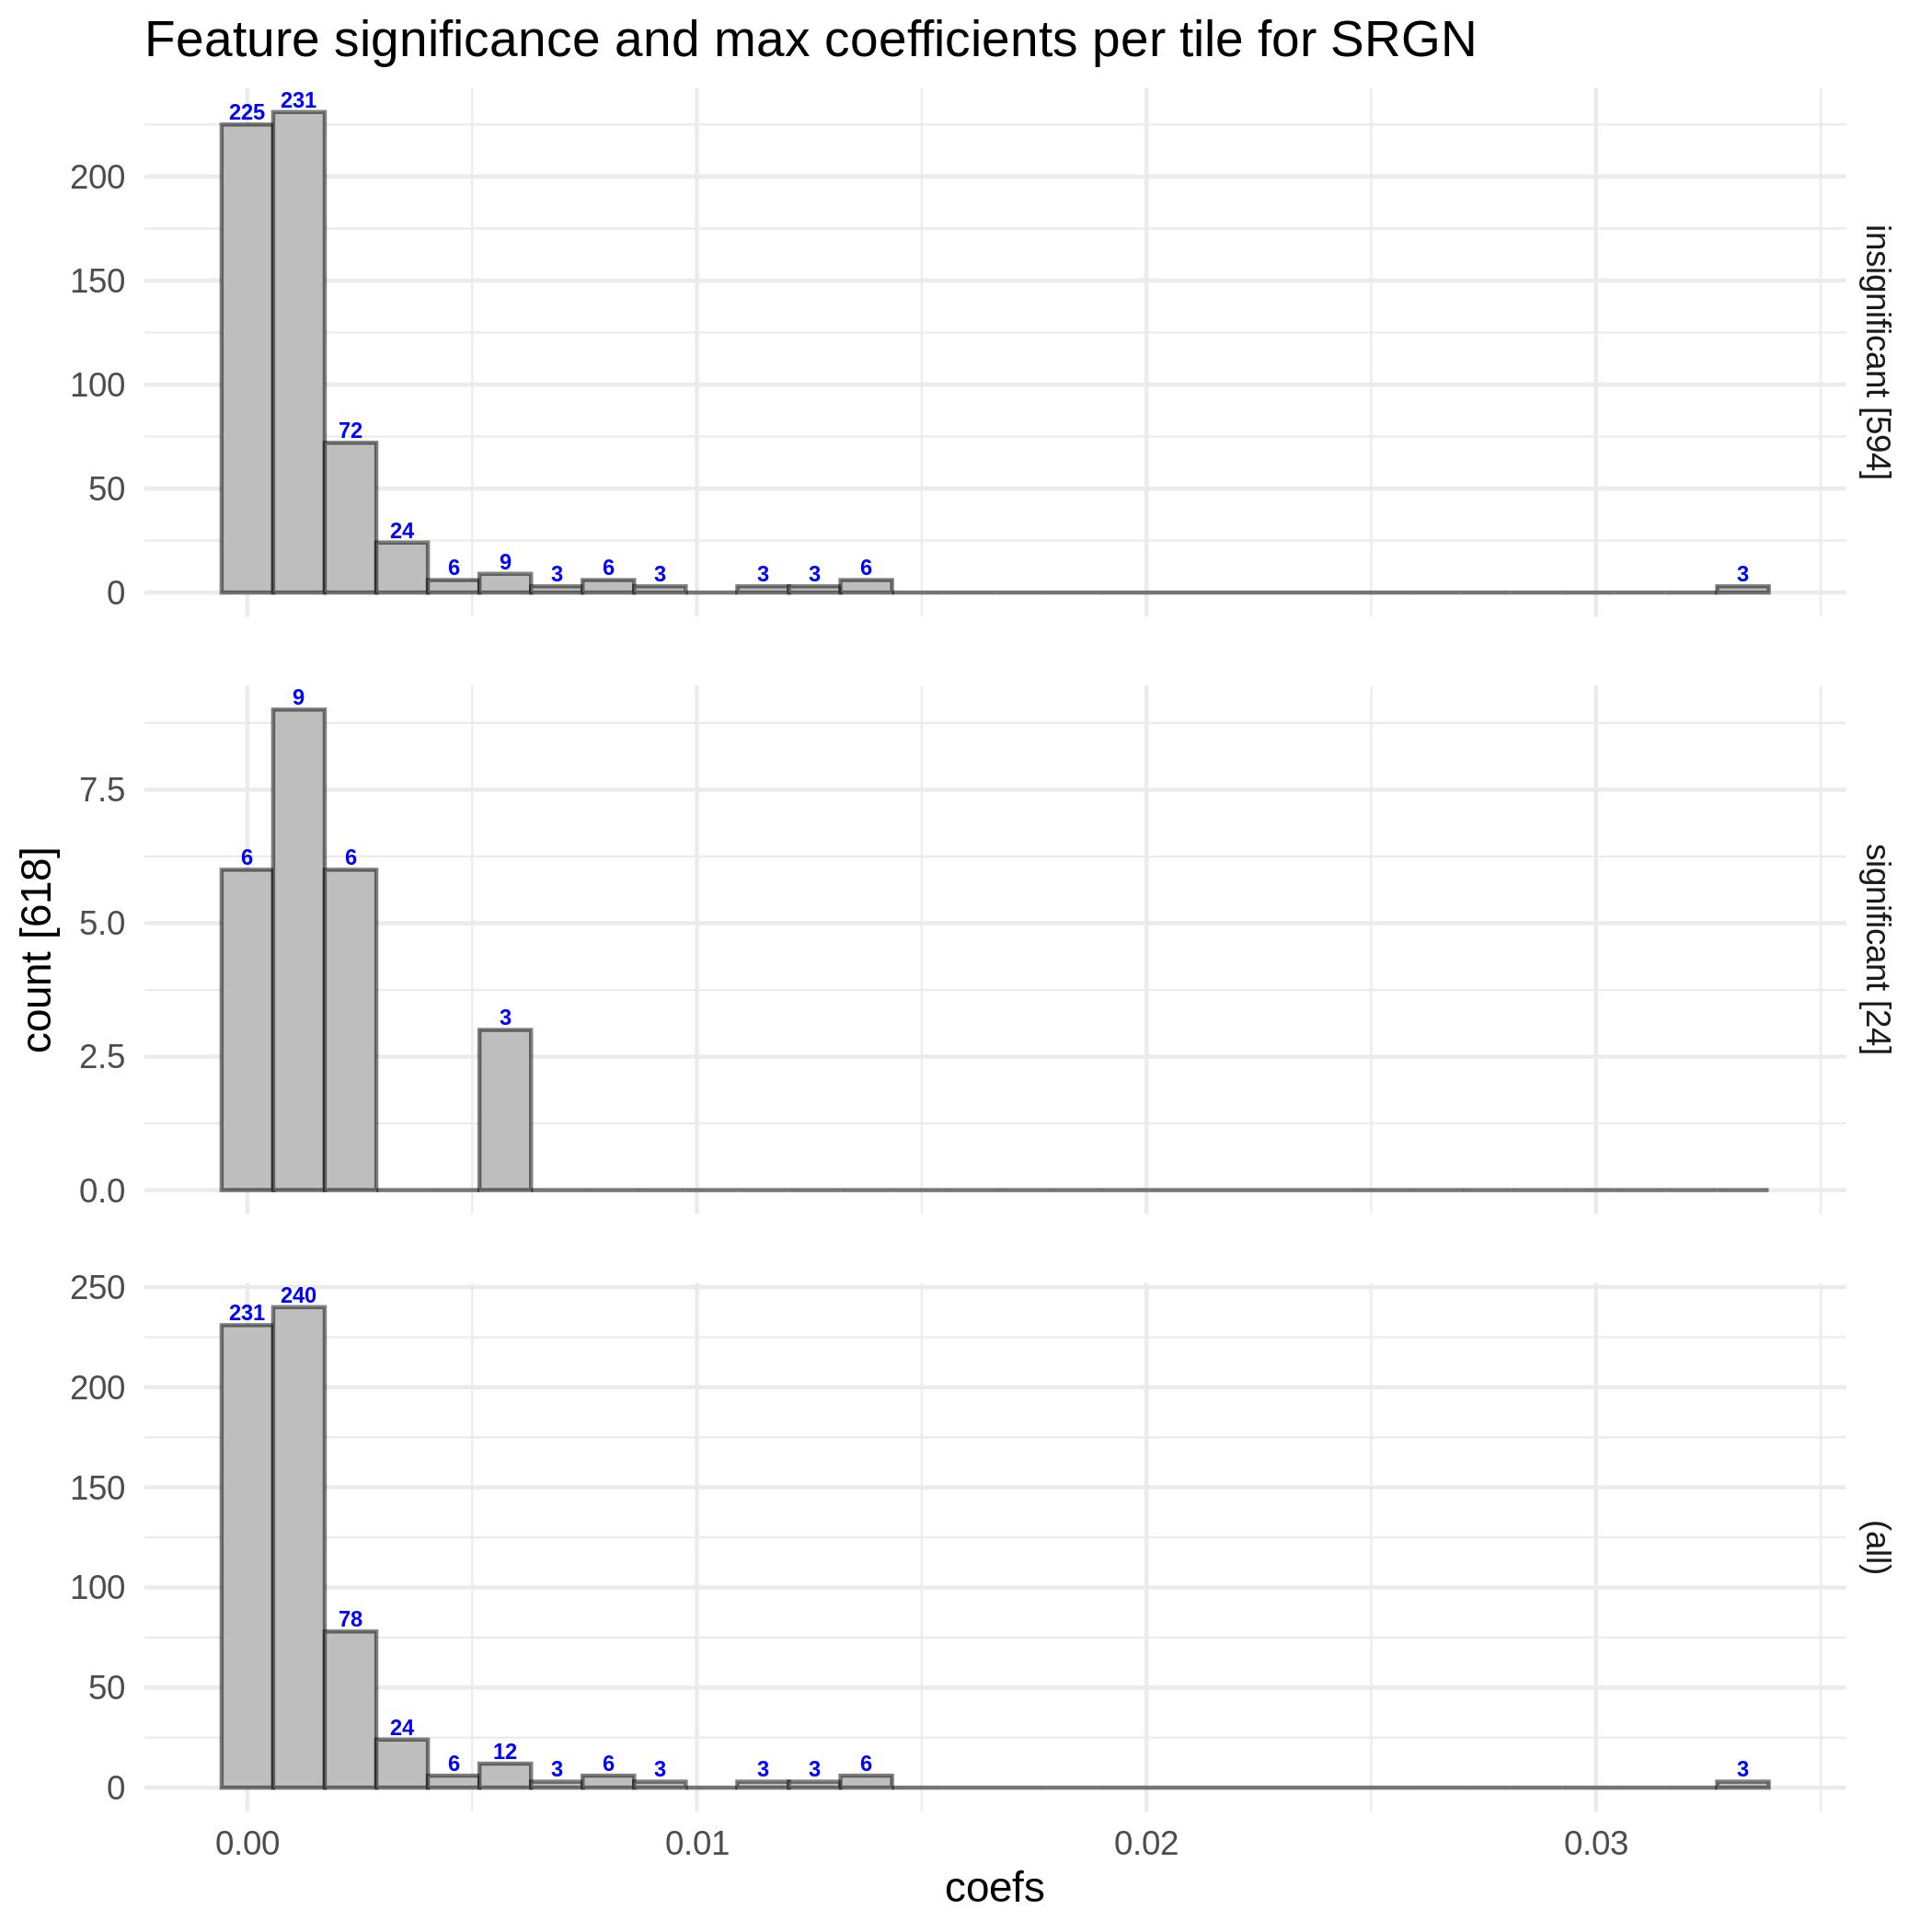 Feature significance and max coefficients per tile for SRGN
225 231 72 24 6 9 3 6 3 3 3 6 3
200
150
100
50
0
insignificant [594]
6 9 6 3
7.5
5.0
2.5
0.0
significant [24]
count [618]
231 240 78 24 6 12 3 6 3 3 3 6 3
250
200
150
100
50
0
(all)
0.00 0.01 0.02 0.03
coefs